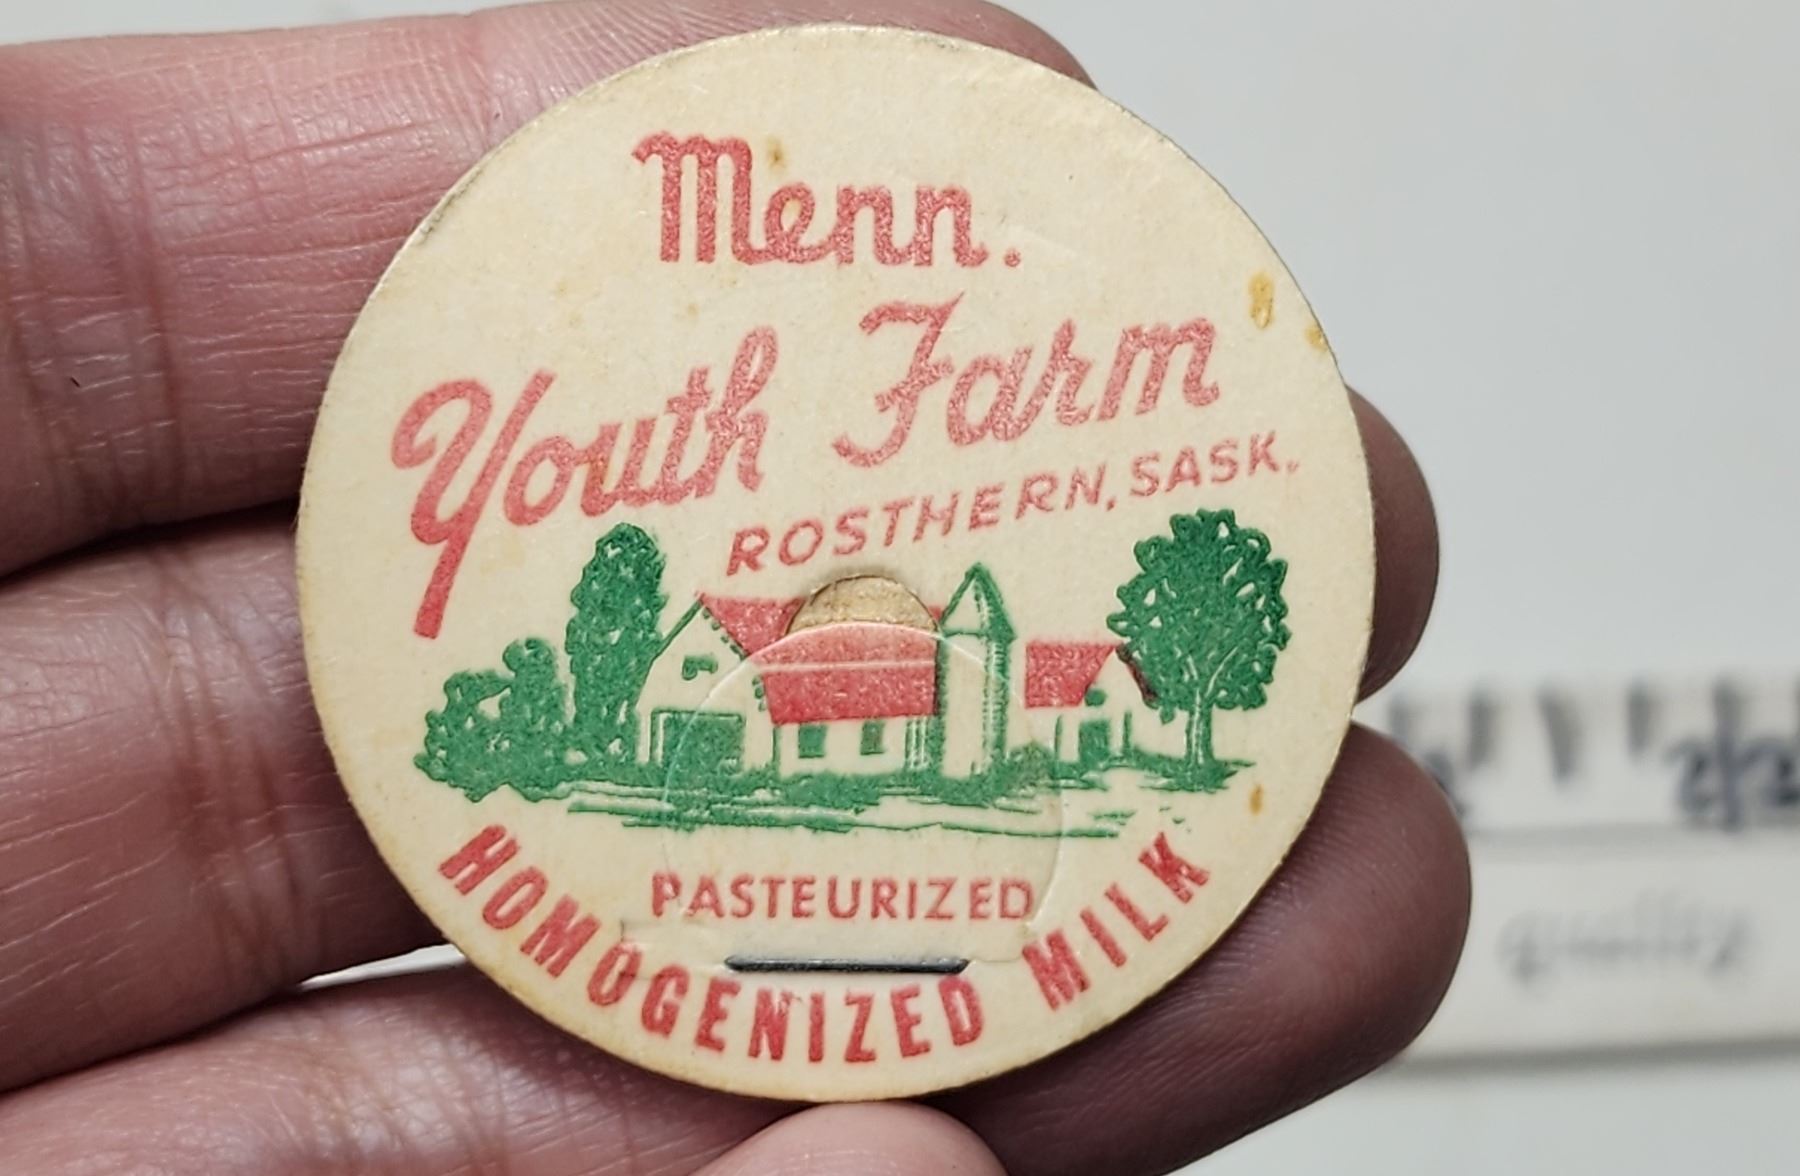 Menn.
Youth Farm
ROSTHERN, SASK.
PASTEURIZED
HOMOGENIZED MILK